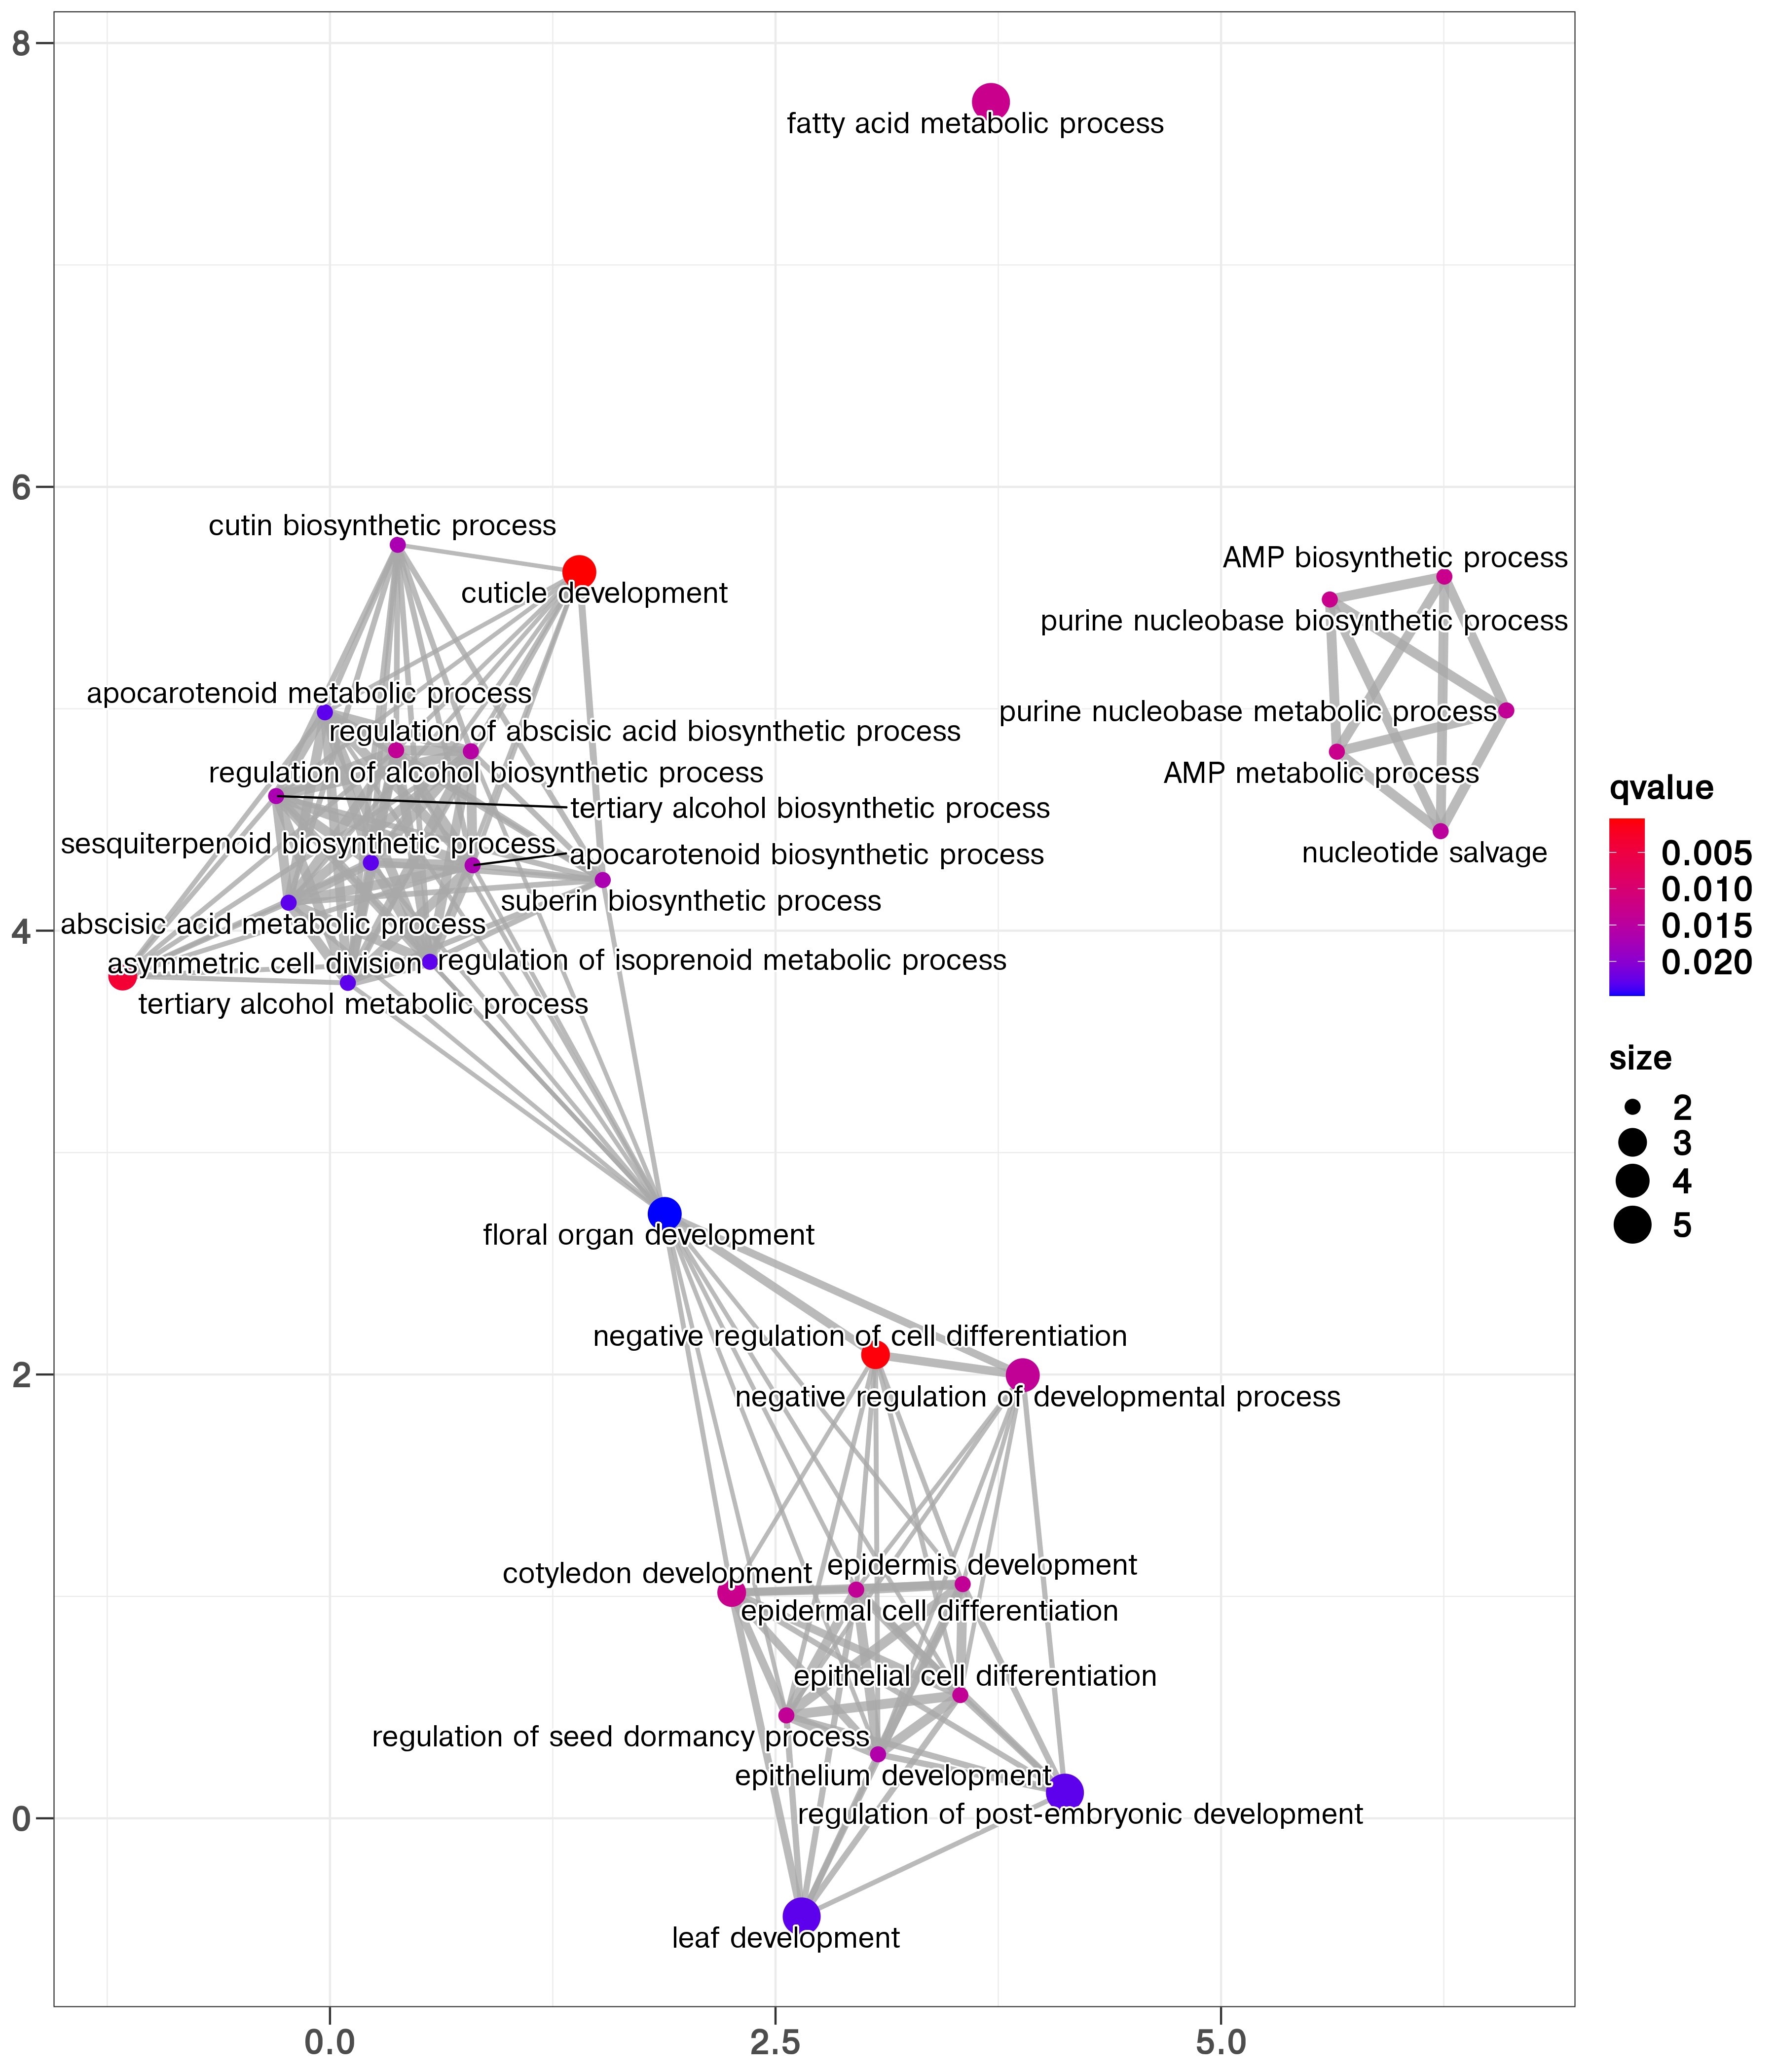 8
fatty acid metabolic process
6
cutin biosynthetic process
cuticle development
AMP biosynthetic process
purine nucleobase biosynthetic process
apocarotenoid metabolic process
regulation of abscisic acid biosynthetic process
purine nucleobase metabolic process
regulation of alcohol biosynthetic process
AMP metabolic process
tertiary alcohol biosynthetic process
sesquiterpenoid biosynthetic process
apocarotenoid biosynthetic process
nucleotide salvage
suberin biosynthetic process
abscisic acid metabolic process
4
asymmetric cell division
regulation of isoprenoid metabolic process
tertiary alcohol metabolic process
floral organ development
negative regulation of cell differentiation
2
negative regulation of developmental process
cotyledon development
epidermis development
epidermal cell differentiation
epithelial cell differentiation
regulation of seed dormancy process
epithelium development
regulation of post-embryonic development
0
leaf development
0.0
2.5
5.0
qvalue
0.005
0.010
0.015
0.020
size
2
3
4
5